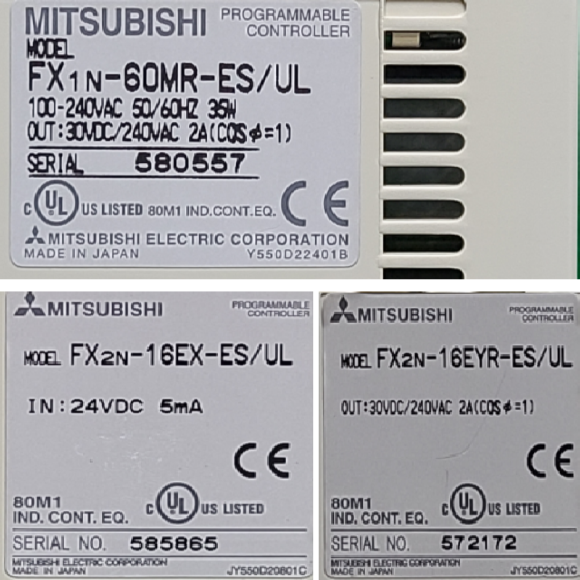 MITSUBISHI PROGRAMMABLE
CONTROLLER
MODEL
FX1N-60MR-ES/UL
100-240VAC 50/60HZ 35W
OUT:30VDC/240VAC 2A(COSϕ=1)
SERIAL 580557
C UL US LISTED 80M1 IND.CONT.EQ. CE
MITSUBISHI ELECTRIC CORPORATION
MADE IN JAPAN Y550D22401B
MITSUBISHI PROGRAMMABLE
CONTROLLER
MODEL FX2N-16EX-ES/UL
IN:24VDC 5mA
CE
80M1
IND. CONT. EQ. C UL US LISTED
SERIAL NO. 585865
MITSUBISHI ELECTRIC CORPORATION
MADE IN JAPAN JY550D20801C
MITSUBISHI PROGRAMMABLE
CONTROLLER
MODEL FX2N-16EYR-ES/UL
OUT:30VDC/240VAC 2A(COSϕ=1)
CE
80M1
IND. CONT. EQ. C UL US LISTED
SERIAL NO. 572172
MITSUBISHI ELECTRIC CORPORATION
MADE IN JAPAN JY550D20801C